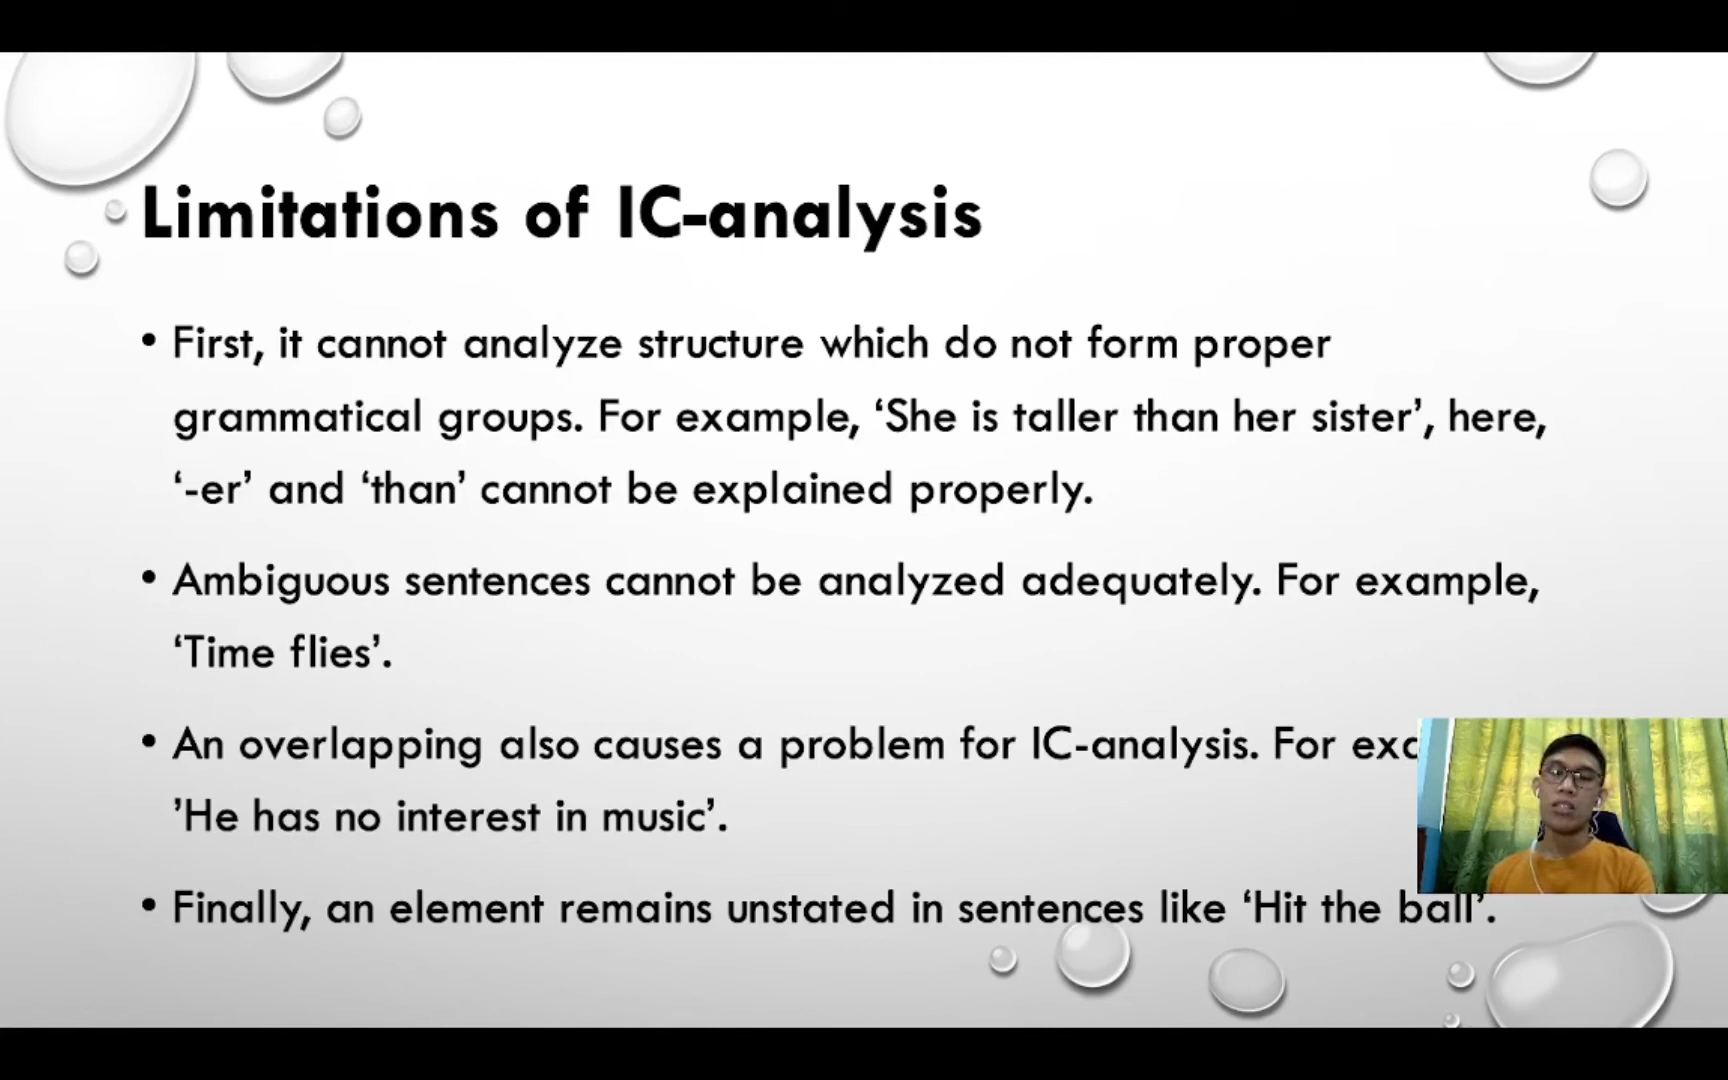 Limitations of IC-analysis
• First, it cannot analyze structure which do not form proper
grammatical groups. For example, ‘She is taller than her sister’, here,
‘-er’ and ‘than’ cannot be explained properly.
• Ambiguous sentences cannot be analyzed adequately. For example,
‘Time flies’.
• An overlapping also causes a problem for IC-analysis. For
’He has no interest in music’.
• Finally, an element remains unstated in sentences like ‘Hit the ball’.